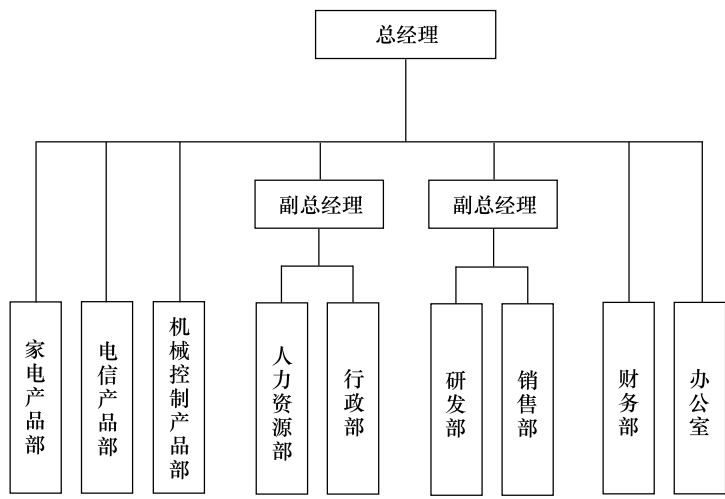 总经理
副总经理
副总经理
家电产品部
电信产品部
机械控制产品部
人力资源部
行政部
研发部
销售部
财务部
办公室